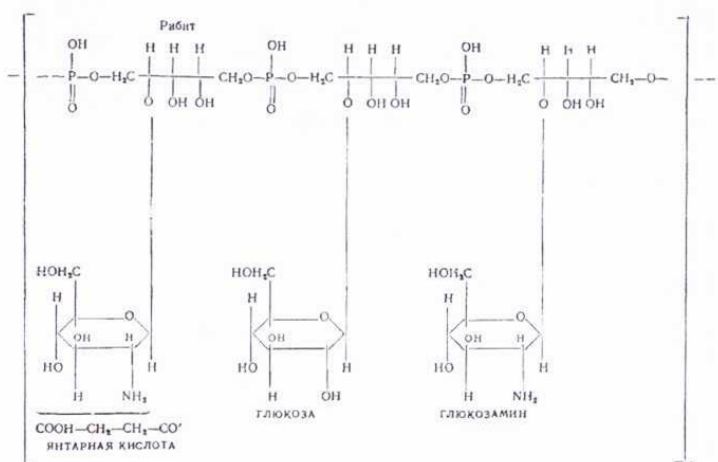 Рибит
OH H H H OH H H H OH H H H
P—O—H₂C CH₂O—P—O—H₂C CH₂O—P—O—H₂C CH₂—O—
O O OH OH O O OH OH O O OH OH
HOH₂C HOH₂C HOH₂C
H H H
O O O
OH H OH OH H
HO H HO H HO H
H NH₂ H OH H NH₂
ГЛЮКОЗА ГЛЮКОЗАМИН
COOH—CH₂—CH₂—CO'
ЯНТАРНАЯ КИСЛОТА